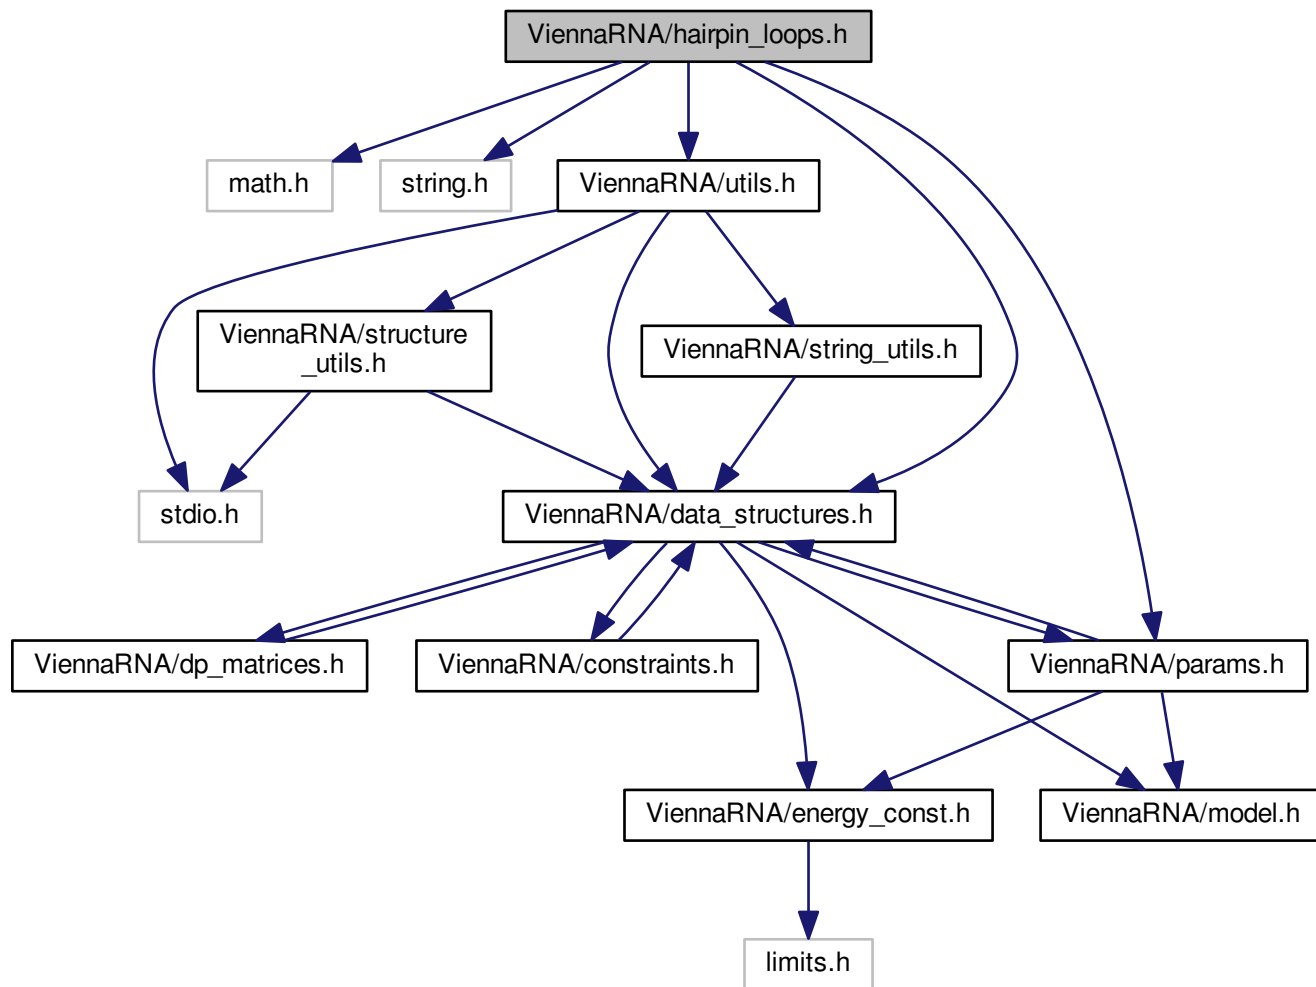 ViennaRNA/hairpin_loops.h
math.h
string.h
ViennaRNA/utils.h
ViennaRNA/structure
_utils.h
ViennaRNA/string_utils.h
stdio.h
ViennaRNA/data_structures.h
ViennaRNA/dp_matrices.h
ViennaRNA/constraints.h
ViennaRNA/params.h
ViennaRNA/energy_const.h
ViennaRNA/model.h
limits.h